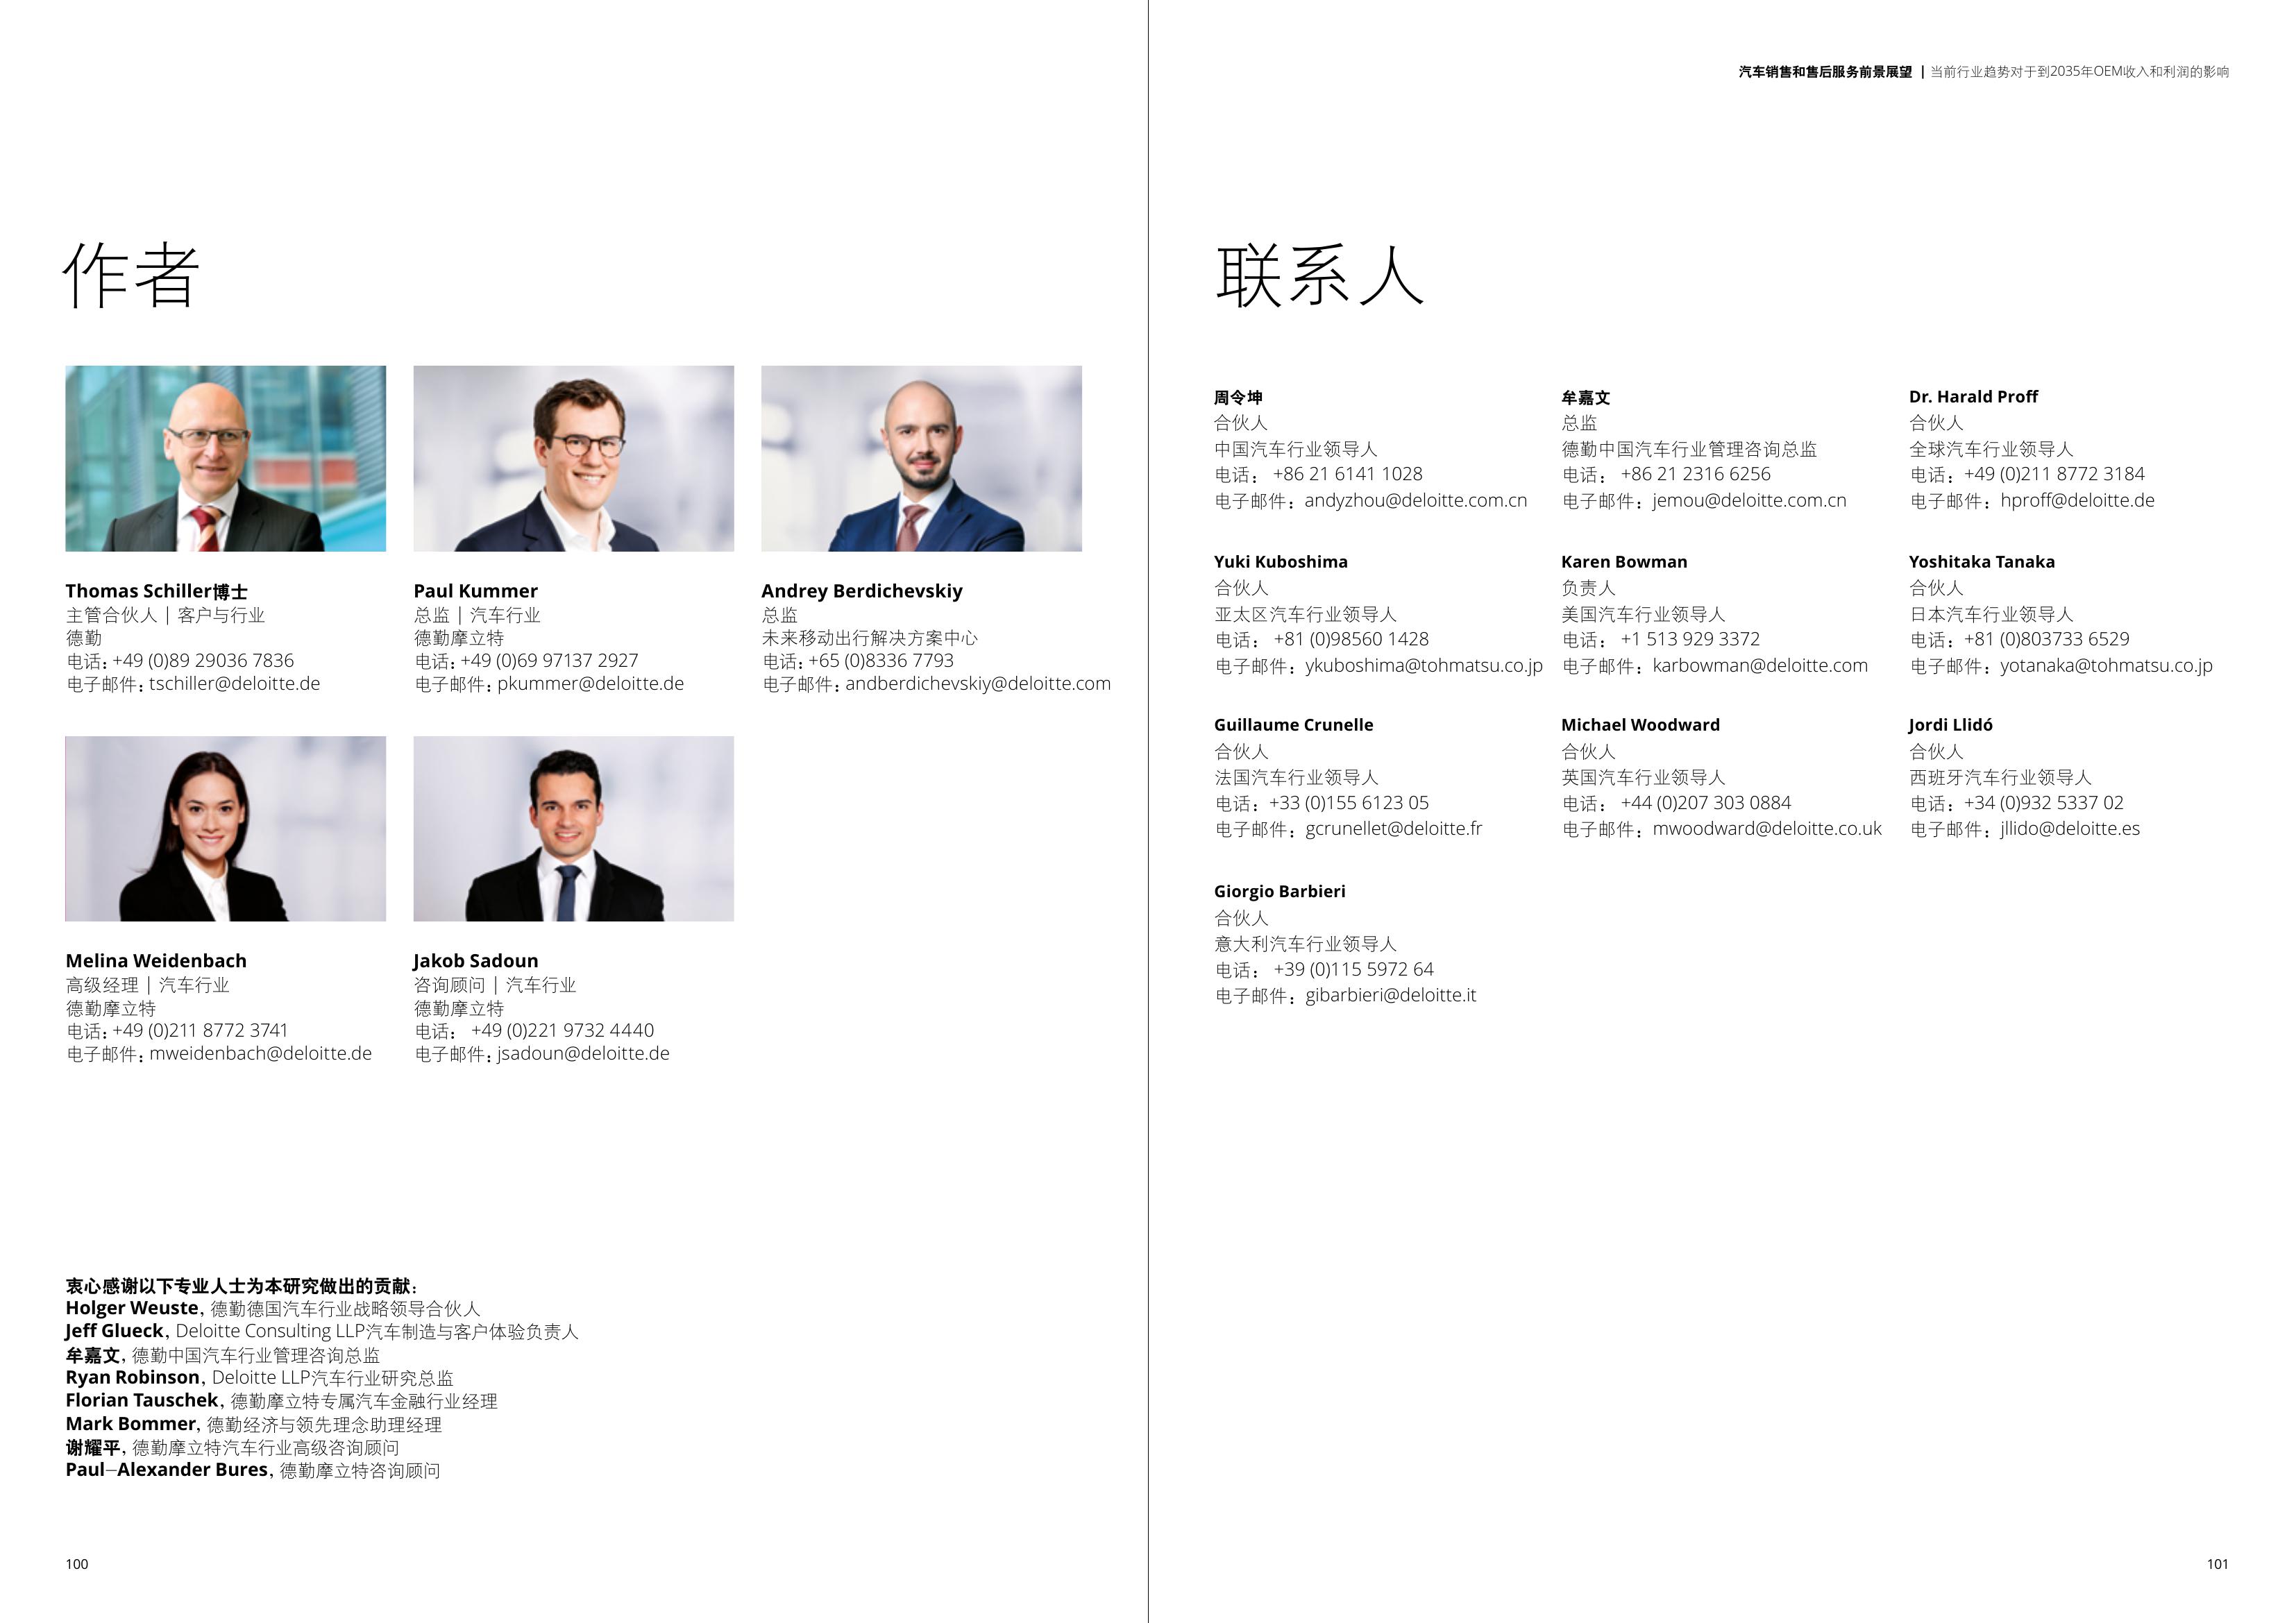 汽车销售和售后服务前景展望 | 当前行业趋势对于到2035年OEM收入和利润的影响
作者
Thomas Schiller博士
主管合伙人 | 客户与行业
德勤
电话: +49 (0)89 29036 7836
电子邮件: tschiller@deloitte.de
Paul Kummer
总监 | 汽车行业
德勤摩立特
电话: +49 (0)69 97137 2927
电子邮件: pkummer@deloitte.de
Andrey Berdichevskiy
总监
未来移动出行解决方案中心
电话: +65 (0)8336 7793
电子邮件: andberdichevskiy@deloitte.com
Melina Weidenbach
高级经理 | 汽车行业
德勤摩立特
电话: +49 (0)211 8772 3741
电子邮件: mweidenbach@deloitte.de
Jakob Sadoun
咨询顾问 | 汽车行业
德勤摩立特
电话: +49 (0)221 9732 4440
电子邮件: jsadoun@deloitte.de
衷心感谢以下专业人士为本研究做出的贡献:
Holger Weuste, 德勤德国汽车行业战略领导合伙人
Jeff Glueck, Deloitte Consulting LLP汽车制造与客户体验负责人
牟嘉文, 德勤中国汽车行业管理咨询总监
Ryan Robinson, Deloitte LLP汽车行业研究总监
Florian Tauschek, 德勤摩立特专属汽车金融行业经理
Mark Bommer, 德勤经济与领先理念助理经理
谢耀平, 德勤摩立特汽车行业高级咨询顾问
Paul—Alexander Bures, 德勤摩立特咨询顾问
100
联系人
周令坤
合伙人
中国汽车行业领导人
电话: +86 21 6141 1028
电子邮件: andyzhou@deloitte.com.cn
牟嘉文
总监
德勤中国汽车行业管理咨询总监
电话: +86 21 2316 6256
电子邮件: jemou@deloitte.com.cn
Dr. Harald Proff
合伙人
全球汽车行业领导人
电话: +49 (0)211 8772 3184
电子邮件: hproff@deloitte.de
Yuki Kuboshima
合伙人
亚太区汽车行业领导人
电话: +81 (0)98560 1428
电子邮件: ykuboshima@tohmatsu.co.jp
Karen Bowman
负责人
美国汽车行业领导人
电话: +1 513 929 3372
电子邮件: karbowman@deloitte.com
Yoshitaka Tanaka
合伙人
日本汽车行业领导人
电话: +81 (0)803733 6529
电子邮件: yotanaka@tohmatsu.co.jp
Guillaume Crunelle
合伙人
法国汽车行业领导人
电话: +33 (0)155 6123 05
电子邮件: gcrunellet@deloitte.fr
Michael Woodward
合伙人
英国汽车行业领导人
电话: +44 (0)207 303 0884
电子邮件: mwoodward@deloitte.co.uk
Jordi Llidó
合伙人
西班牙汽车行业领导人
电话: +34 (0)932 5337 02
电子邮件: jllido@deloitte.es
Giorgio Barbieri
合伙人
意大利汽车行业领导人
电话: +39 (0)115 5972 64
电子邮件: gibarbieri@deloitte.it
101